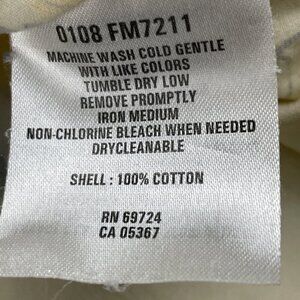 0108 FM7211
MACHINE WASH COLD GENTLE
WITH LIKE COLORS
TUMBLE DRY LOW
REMOVE PROMPTLY
IRON MEDIUM
NON-CHLORINE BLEACH WHEN NEEDED
DRYCLEANABLE
SHELL : 100% COTTON
RN 69724
CA 05367